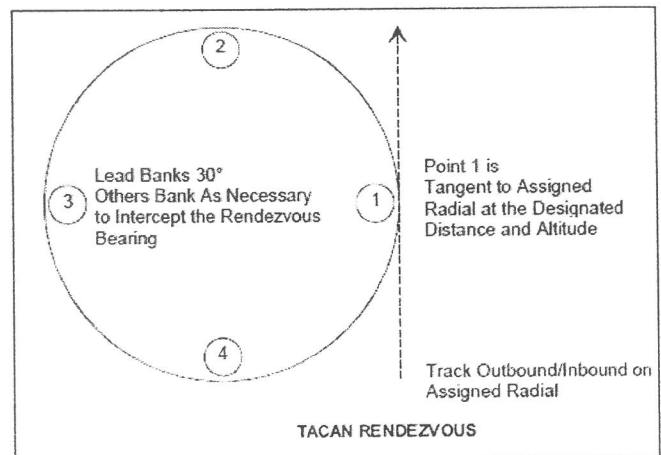 2
Lead Banks 30°
Others Bank As Necessary
to Intercept the Rendezvous
Bearing
3
1
Point 1 is
Tangent to Assigned
Radial at the Designated
Distance and Altitude
4
Track Outbound/Inbound on
Assigned Radial
TACAN RENDEZVOUS